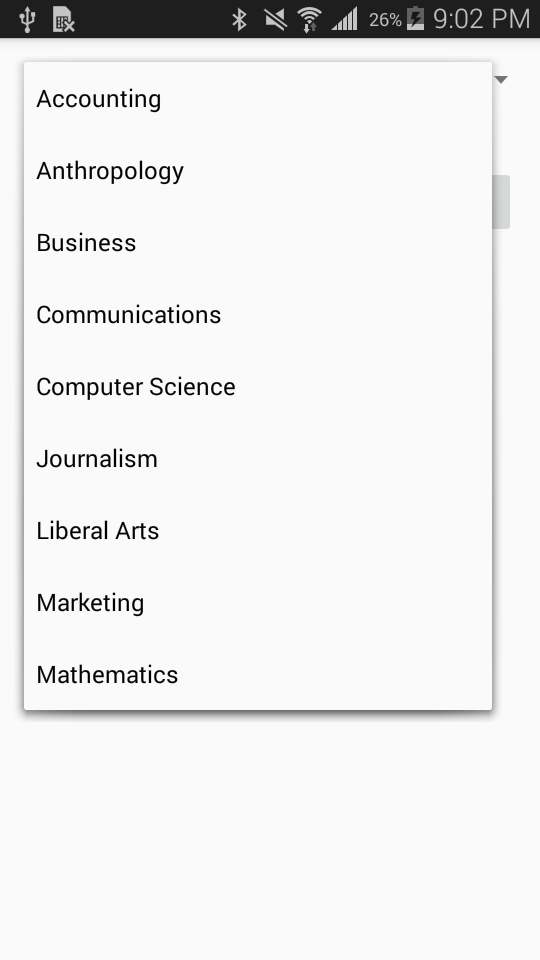 26% 9:02 PM
Accounting
Anthropology
Business
Communications
Computer Science
Journalism
Liberal Arts
Marketing
Mathematics